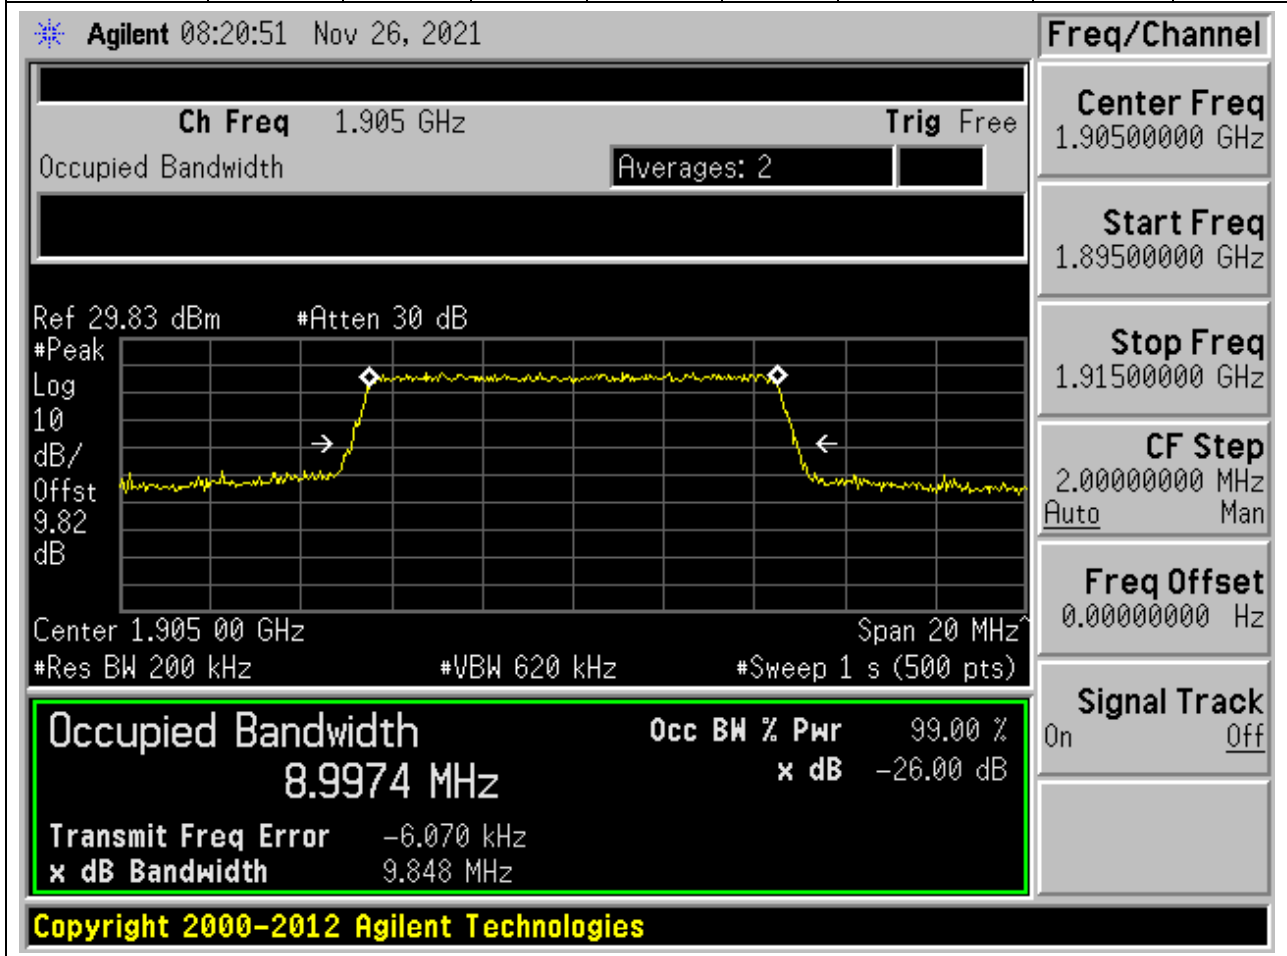 Agilent 08:20:51 Nov 26, 2021
Freq/Channel
Ch Freq 1.905 GHz Trig Free
Occupied Bandwidth Averages: 2
Center Freq
1.90500000 GHz
Start Freq
1.89500000 GHz
Stop Freq
1.91500000 GHz
CF Step
2.00000000 MHz
Auto Man
Freq Offset
0.00000000 Hz
Signal Track
On Off
Ref 29.83 dBm #Atten 30 dB
#Peak
Log
10
dB/
Offst
9.82
dB
Center 1.905 00 GHz Span 20 MHz^
#Res BW 200 kHz #VBW 620 kHz #Sweep 1 s (500 pts)
Occupied Bandwidth Occ BW % Pwr 99.00 %
8.9974 MHz x dB -26.00 dB
Transmit Freq Error -6.070 kHz
x dB Bandwidth 9.848 MHz
Copyright 2000-2012 Agilent Technologies